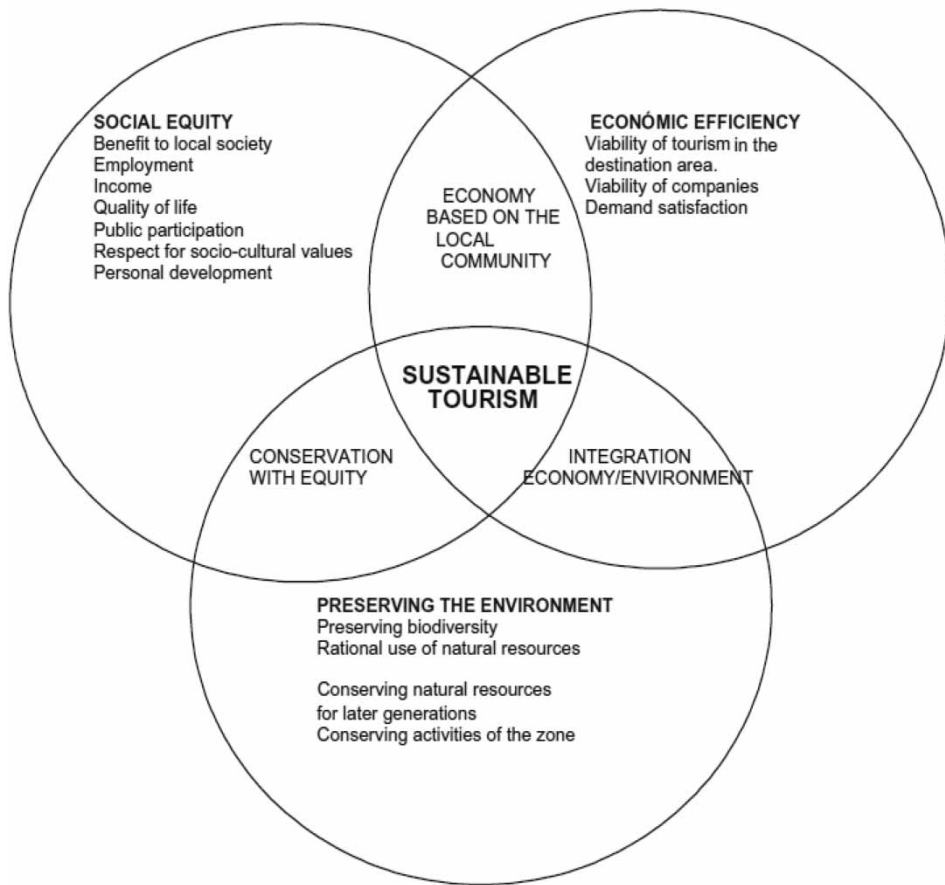 SOCIAL EQUITY
Benefit to local society
Employment
Income
Quality of life
Public participation
Respect for socio-cultural values
Personal development
ECONOMY
BASED ON THE
LOCAL
COMMUNITY
ECONÓMIC EFFICIENCY
Viability of tourism in the
destination area.
Viability of companies
Demand satisfaction
SUSTAINABLE
TOURISM
CONSERVATION
WITH EQUITY
INTEGRATION
ECONOMY/ENVIRONMENT
PRESERVING THE ENVIRONMENT
Preserving biodiversity
Rational use of natural resources
Conserving natural resources
for later generations
Conserving activities of the zone